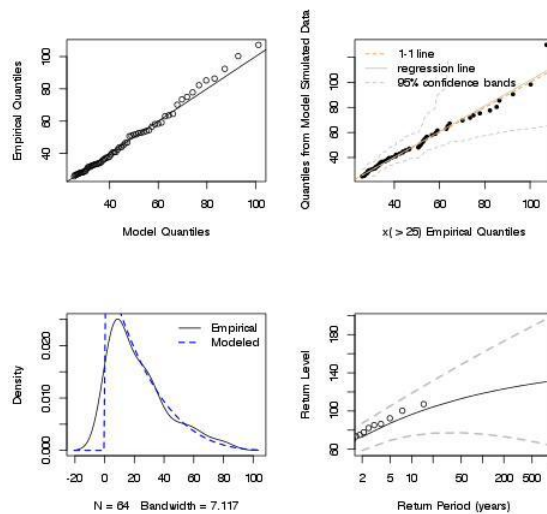 Empirical Quantiles
40 60 80 100
40 60 80 100
Model Quantiles
Quantiles from Model Simulated Data
40 60 80 100
1-1 line
regression line
95% confidence bands
40 60 80 100
x( > 25) Empirical Quantiles
Density
0.000 0.010 0.020
Empirical
Modeled
-20 0 20 40 60 80 100
N = 64 Bandwidth = 7.117
Return Level
60 100 140 180
2 5 10 50 200 500
Return Period (years)